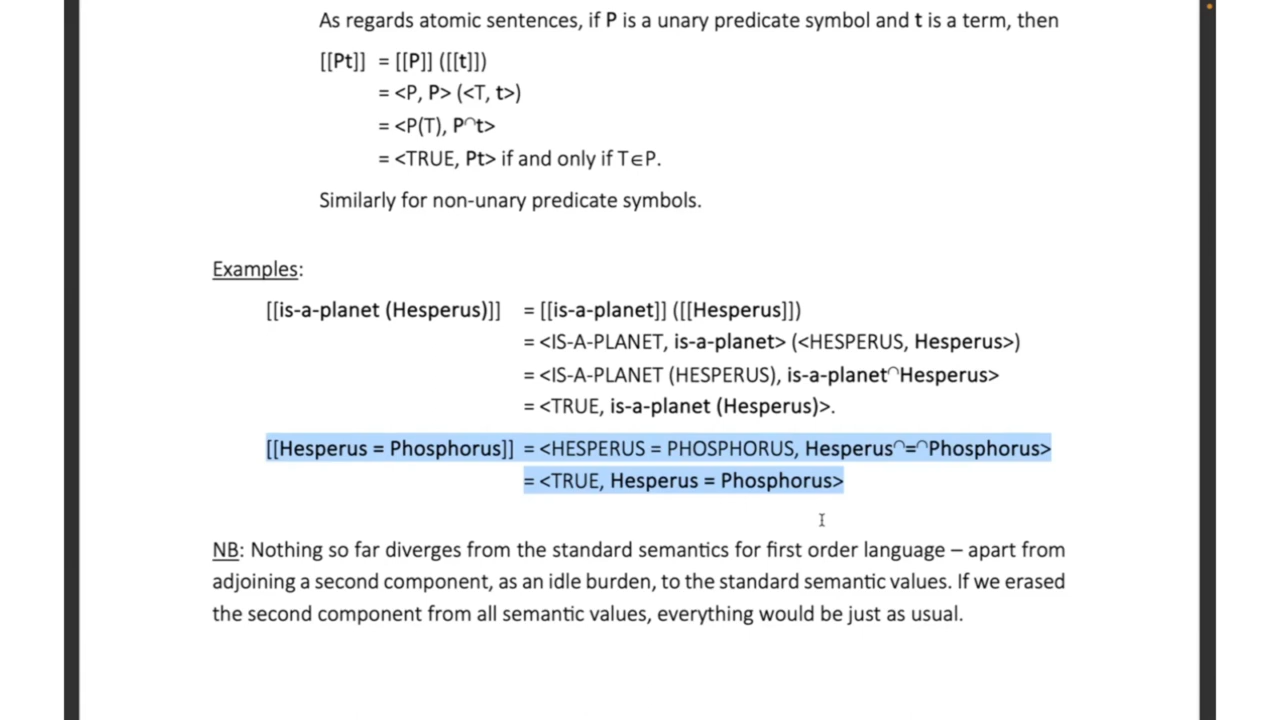 As regards atomic sentences, if P is a unary predicate symbol and t is a term, then
[[Pt]] = [[P]] ([[t]])
= <P, P> (<T, t>)
= <P(T), P⁀t>
= <TRUE, Pt> if and only if T∈P.
Similarly for non-unary predicate symbols.
Examples:
[[is-a-planet (Hesperus)]] = [[is-a-planet]] ([[Hesperus]])
= <IS-A-PLANET, is-a-planet> (<HESPERUS, Hesperus>)
= <IS-A-PLANET (HESPERUS), is-a-planet⁀Hesperus>
= <TRUE, is-a-planet (Hesperus)>.
[[Hesperus = Phosphorus]] = <HESPERUS = PHOSPHORUS, Hesperus⁀=⁀Phosphorus>
= <TRUE, Hesperus = Phosphorus>
NB: Nothing so far diverges from the standard semantics for first order language – apart from
adjoining a second component, as an idle burden, to the standard semantic values. If we erased
the second component from all semantic values, everything would be just as usual.